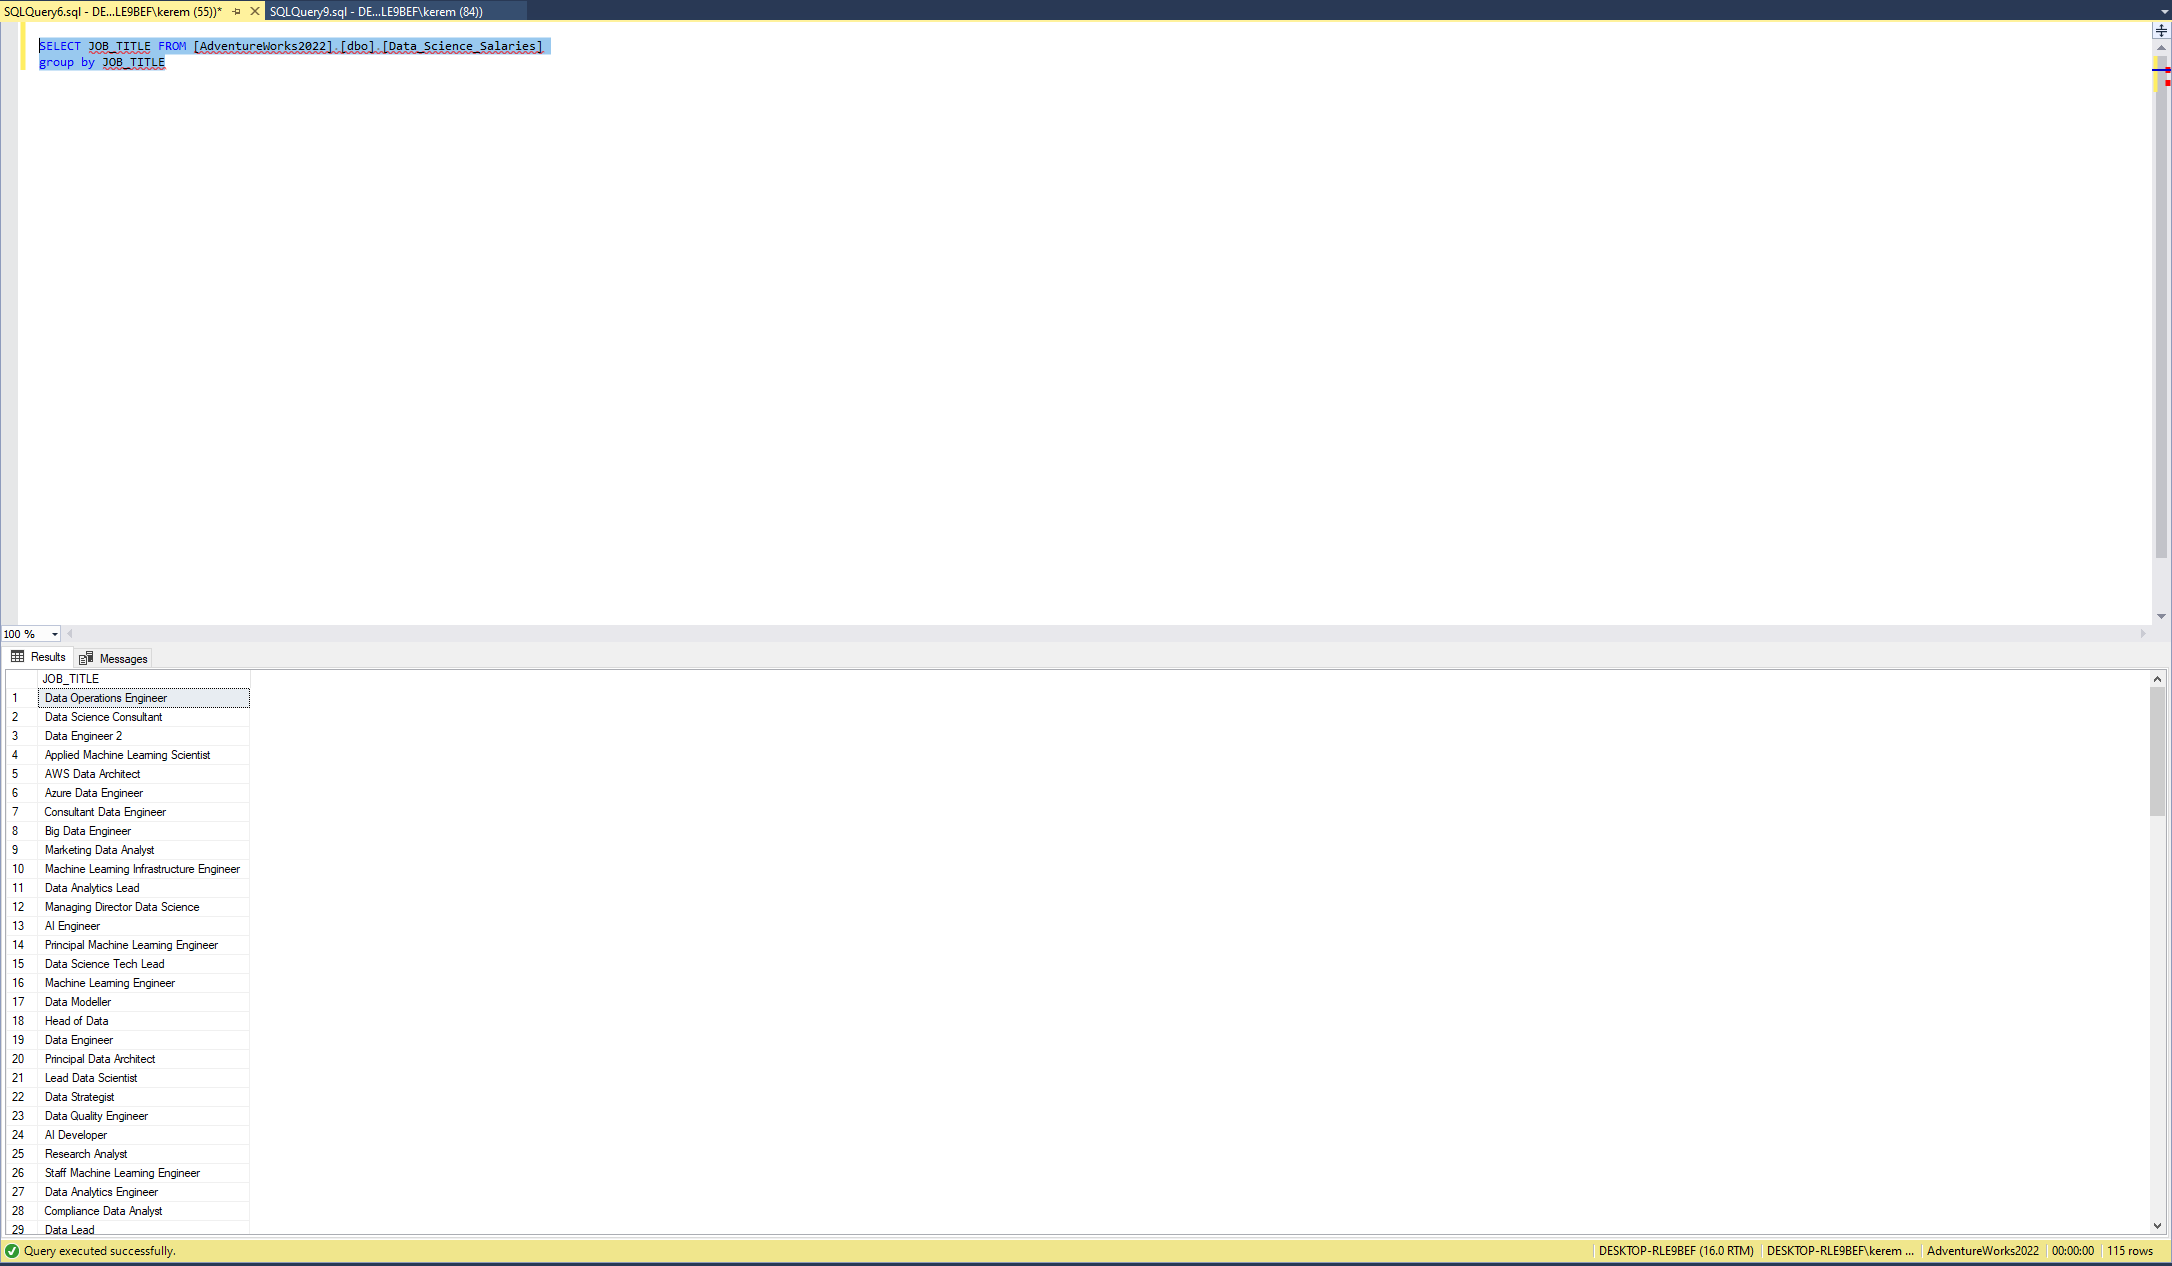 SQLQuery6.sql - DE...LE9BEF\kerem (55))*
SQLQuery9.sql - DE...LE9BEF\kerem (84))
SELECT JOB_TITLE FROM [AdventureWorks2022].[dbo].[Data_Science_Salaries]
group by JOB_TITLE
100 %
Results
Messages
JOB_TITLE
1 Data Operations Engineer
2 Data Science Consultant
3 Data Engineer 2
4 Applied Machine Learning Scientist
5 AWS Data Architect
6 Azure Data Engineer
7 Consultant Data Engineer
8 Big Data Engineer
9 Marketing Data Analyst
10 Machine Learning Infrastructure Engineer
11 Data Analytics Lead
12 Managing Director Data Science
13 AI Engineer
14 Principal Machine Learning Engineer
15 Data Science Tech Lead
16 Machine Learning Engineer
17 Data Modeller
18 Head of Data
19 Data Engineer
20 Principal Data Architect
21 Lead Data Scientist
22 Data Strategist
23 Data Quality Engineer
24 AI Developer
25 Research Analyst
26 Staff Machine Learning Engineer
27 Data Analytics Engineer
28 Compliance Data Analyst
29 Data Lead
Query executed successfully.
DESKTOP-RLE9BEF (16.0 RTM)
DESKTOP-RLE9BEF\kerem ...
AdventureWorks2022
00:00:00
115 rows